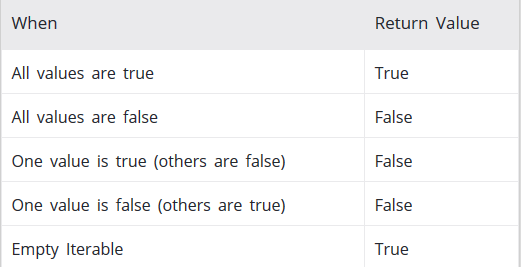 When Return Value
All values are true True
All values are false False
One value is true (others are false) False
One value is false (others are true) False
Empty Iterable True